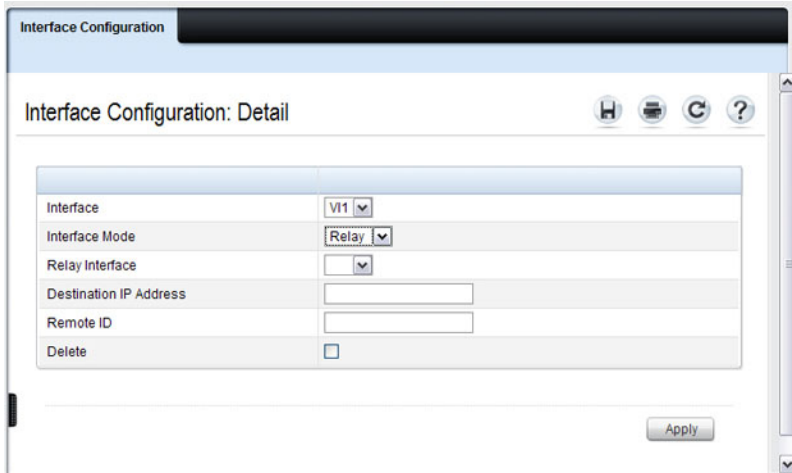 Interface Configuration
Interface Configuration: Detail
Interface VI1
Interface Mode Relay
Relay Interface
Destination IP Address
Remote ID
Delete
Apply